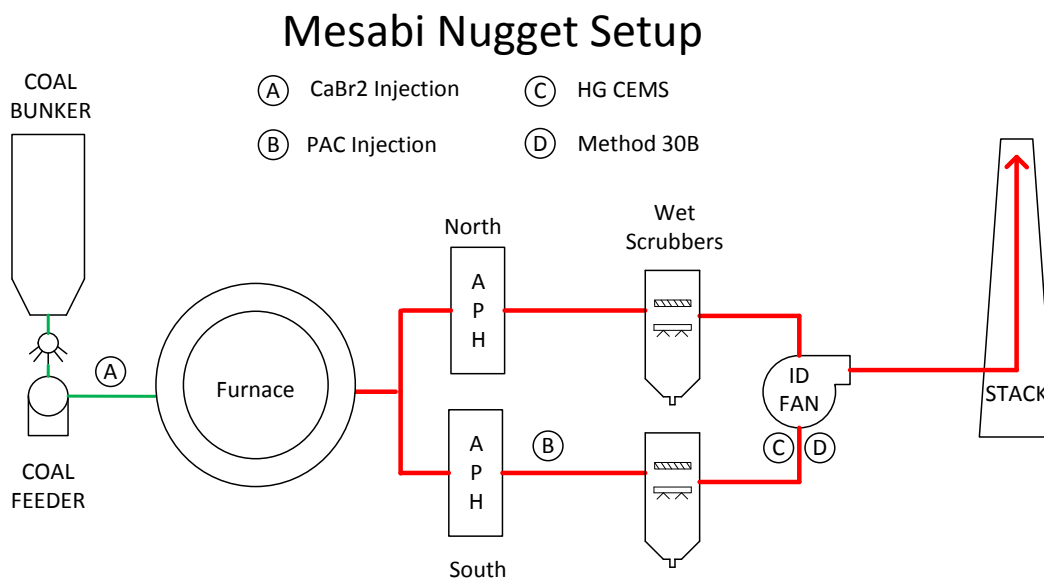 Mesabi Nugget Setup
COAL
BUNKER
A CaBr2 Injection
C HG CEMS
B PAC Injection
D Method 30B
North
Wet
Scrubbers
A
P
H
A
Furnace
ID
FAN
STACK
COAL
FEEDER
A
P
H
B
C D
South